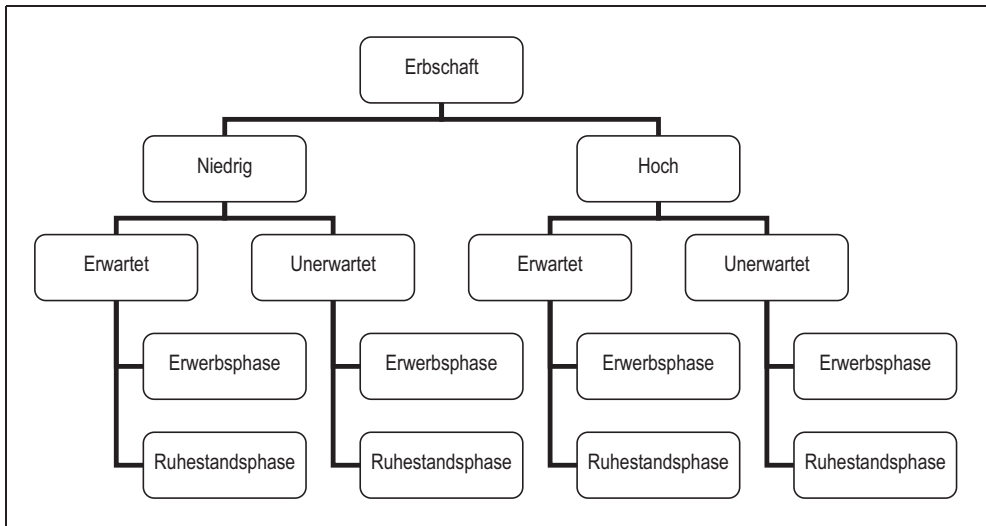 Erbschaft
Niedrig
Hoch
Erwartet
Unerwartet
Erwartet
Unerwartet
Erwerbsphase
Erwerbsphase
Erwerbsphase
Erwerbsphase
Ruhestandsphase
Ruhestandsphase
Ruhestandsphase
Ruhestandsphase